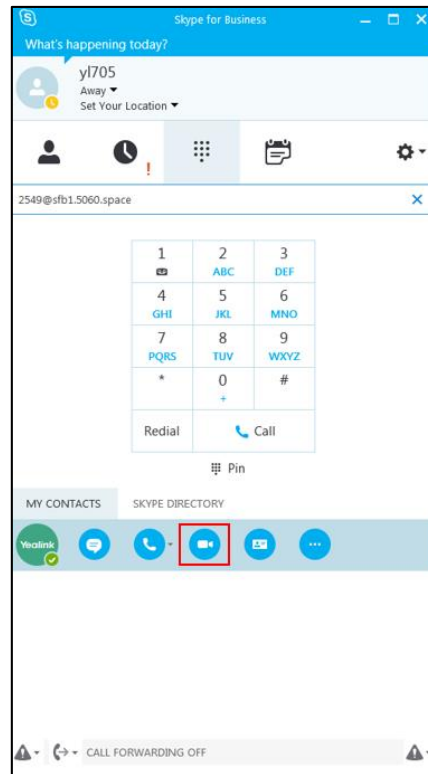 Skype for Business
What's happening today?
yl705
Away
Set Your Location
!
2549@sfb1.5060.space
1 2 3
ABC DEF
4 5 6
GHI JKL MNO
7 8 9
PQRS TUV WXYZ
* 0 #
+
Redial Call
Pin
MY CONTACTS SKYPE DIRECTORY
Yealink
CALL FORWARDING OFF